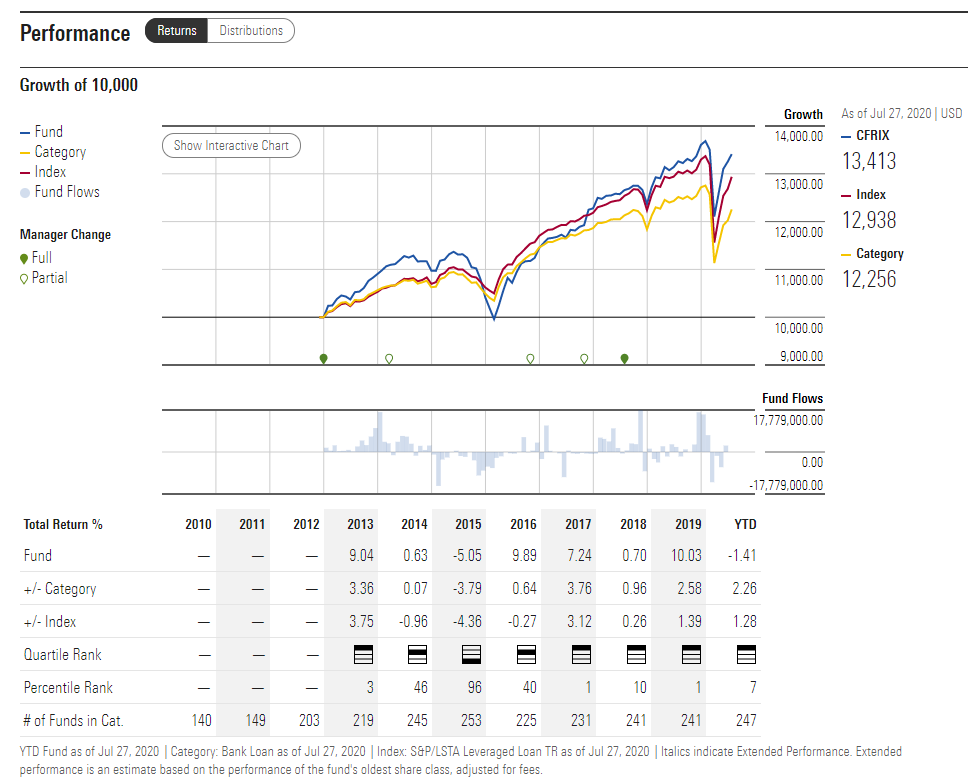 Performance Returns Distributions
Growth of 10,000
Fund
Category
Index
Fund Flows
Manager Change
Full
Partial
Show Interactive Chart
Growth
14,000.00
13,000.00
12,000.00
11,000.00
10,000.00
9,000.00
As of Jul 27, 2020 | USD
CFRIX
13,413
Index
12,938
Category
12,256
Fund Flows
17,779,000.00
0.00
-17,779,000.00
Total Return % 2010 2011 2012 2013 2014 2015 2016 2017 2018 2019 YTD
Fund — — — 9.04 0.63 -5.05 9.89 7.24 0.70 10.03 -1.41
+/- Category — — — 3.36 0.07 -3.79 0.64 3.76 0.96 2.58 2.26
+/- Index — — — 3.75 -0.96 -4.36 -0.27 3.12 0.26 1.39 1.28
Quartile Rank — — —
Percentile Rank — — — 3 46 96 40 1 10 1 7
# of Funds in Cat. 140 149 203 219 245 253 225 231 241 241 247
YTD Fund as of Jul 27, 2020 | Category: Bank Loan as of Jul 27, 2020 | Index: S&P/LSTA Leveraged Loan TR as of Jul 27, 2020 | Italics indicate Extended Performance. Extended
performance is an estimate based on the performance of the fund's oldest share class, adjusted for fees.